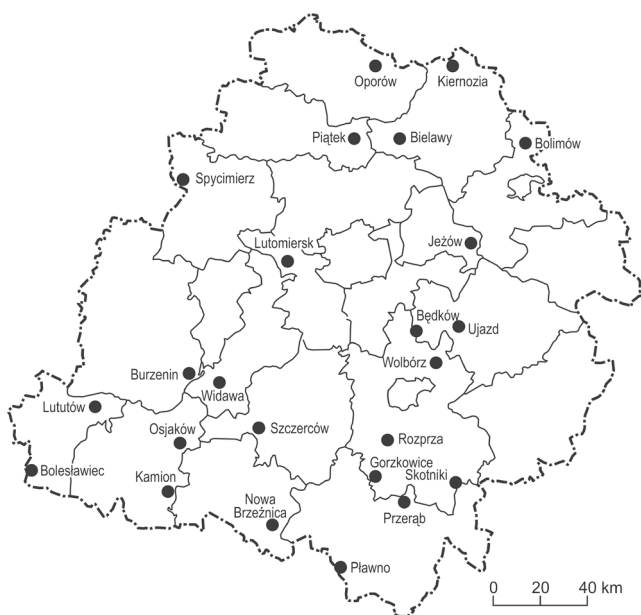 Oporów
Kiernozia
Piątek
Bielawy
Bolimów
Spycimierz
Lutomiersk
Jeżów
Będków
Ujazd
Wolbórz
Burzenin
Widawa
Lututów
Osjaków
Szczerców
Rozprza
Bolesławiec
Gorzkowice
Skotniki
Kamion
Nowa
Brzeźnica
Przerąb
Pławno
0 20 40 km